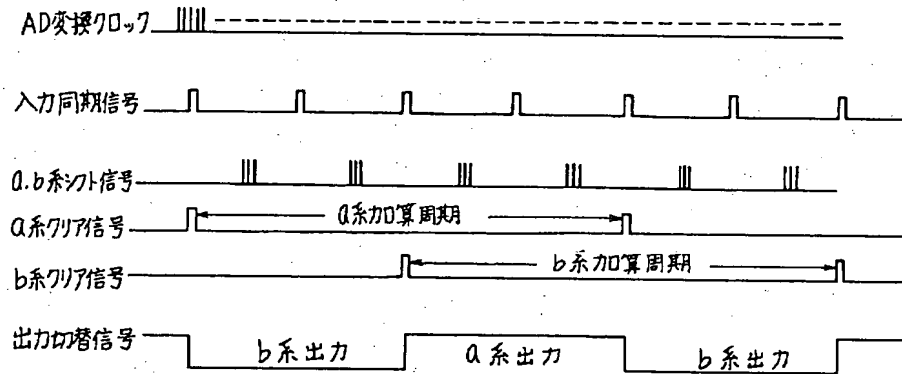 AD変換クロック
入力同期信号
a.b系シフト信号
a系クリア信号
a系加算周期
b系クリア信号
b系加算周期
出力切替信号
b系出力
a系出力
b系出力